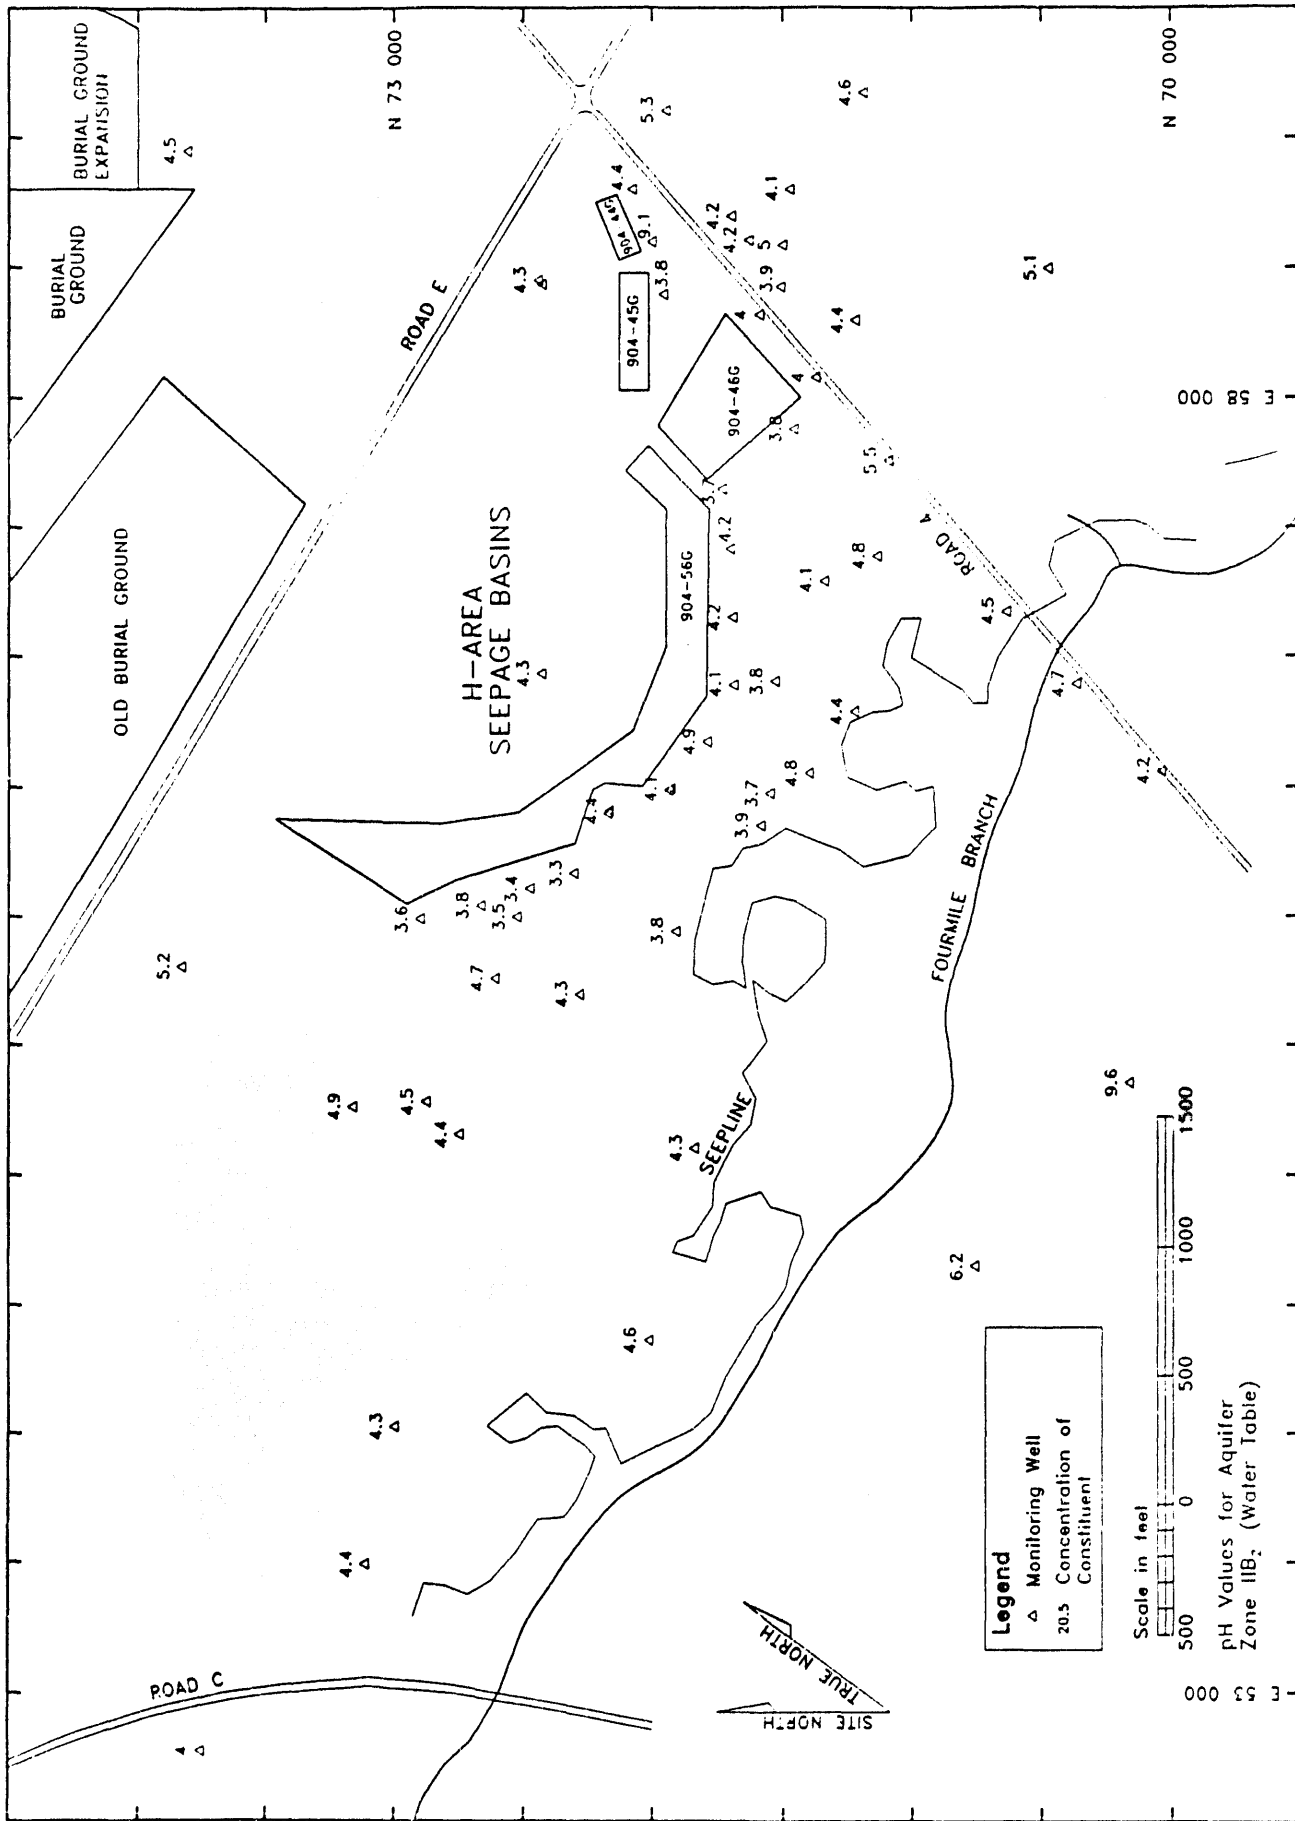 BURIAL GROUND
EXPANSION
BURIAL
GROUND
OLD BURIAL GROUND
4.5
N 73 000
ROAD E
5.3
4.6
N 70 000
4.4
904-44G
9.1
4.1
4.2
4.2
5
3.9
4.3
3.8
904-45G
4
4.4
5.1
4
904-46G
3.8
E 58 000
5.5
3.7
4.2
H-AREA
SEEPAGE BASINS
904-56G
4.8
4.1
ROAD 4
4.2
4.5
4.3
4.1
3.8
4.7
4.4
4.9
4.8
4.2
4.1
3.7
4.4
3.9
FOURMILE BRANCH
3.3
3.4
3.8
3.5
3.6
3.8
5.2
4.7
4.3
4.9
4.5
4.4
9.6
4.3
SEEPLINE
6.2
4.6
4.3
4.4
ROAD C
4
SITE NORTH
TRUE NORTH
Legend
Monitoring Well
20.5 Concentration of
Constituent
Scale in feet
500 0 500 1000 1500
pH Values for Aquifer
Zone IIB₂ (Water Table)
E 53 000